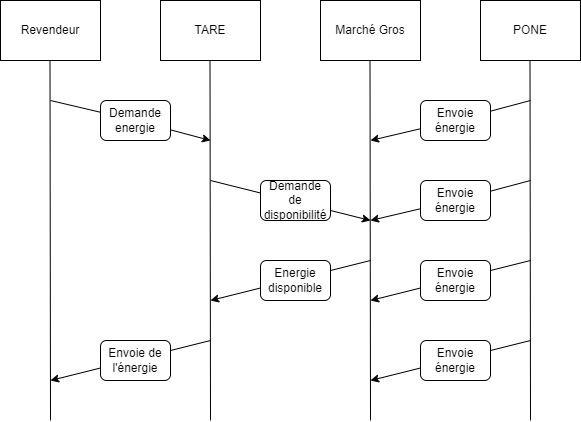 Revendeur
TARE
Marché Gros
PONE
Demande
energie
Envoie
énergie
Demande
de
disponibilité
Envoie
énergie
Energie
disponible
Envoie
énergie
Envoie de
l'énergie
Envoie
énergie